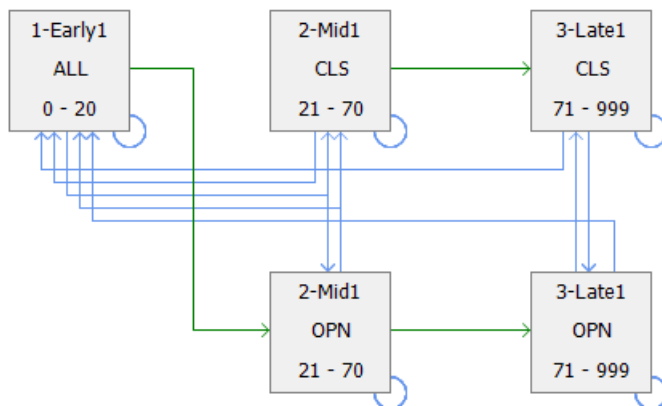 1-Early1
ALL
0 - 20
2-Mid1
CLS
21 - 70
3-Late1
CLS
71 - 999
2-Mid1
OPN
21 - 70
3-Late1
OPN
71 - 999